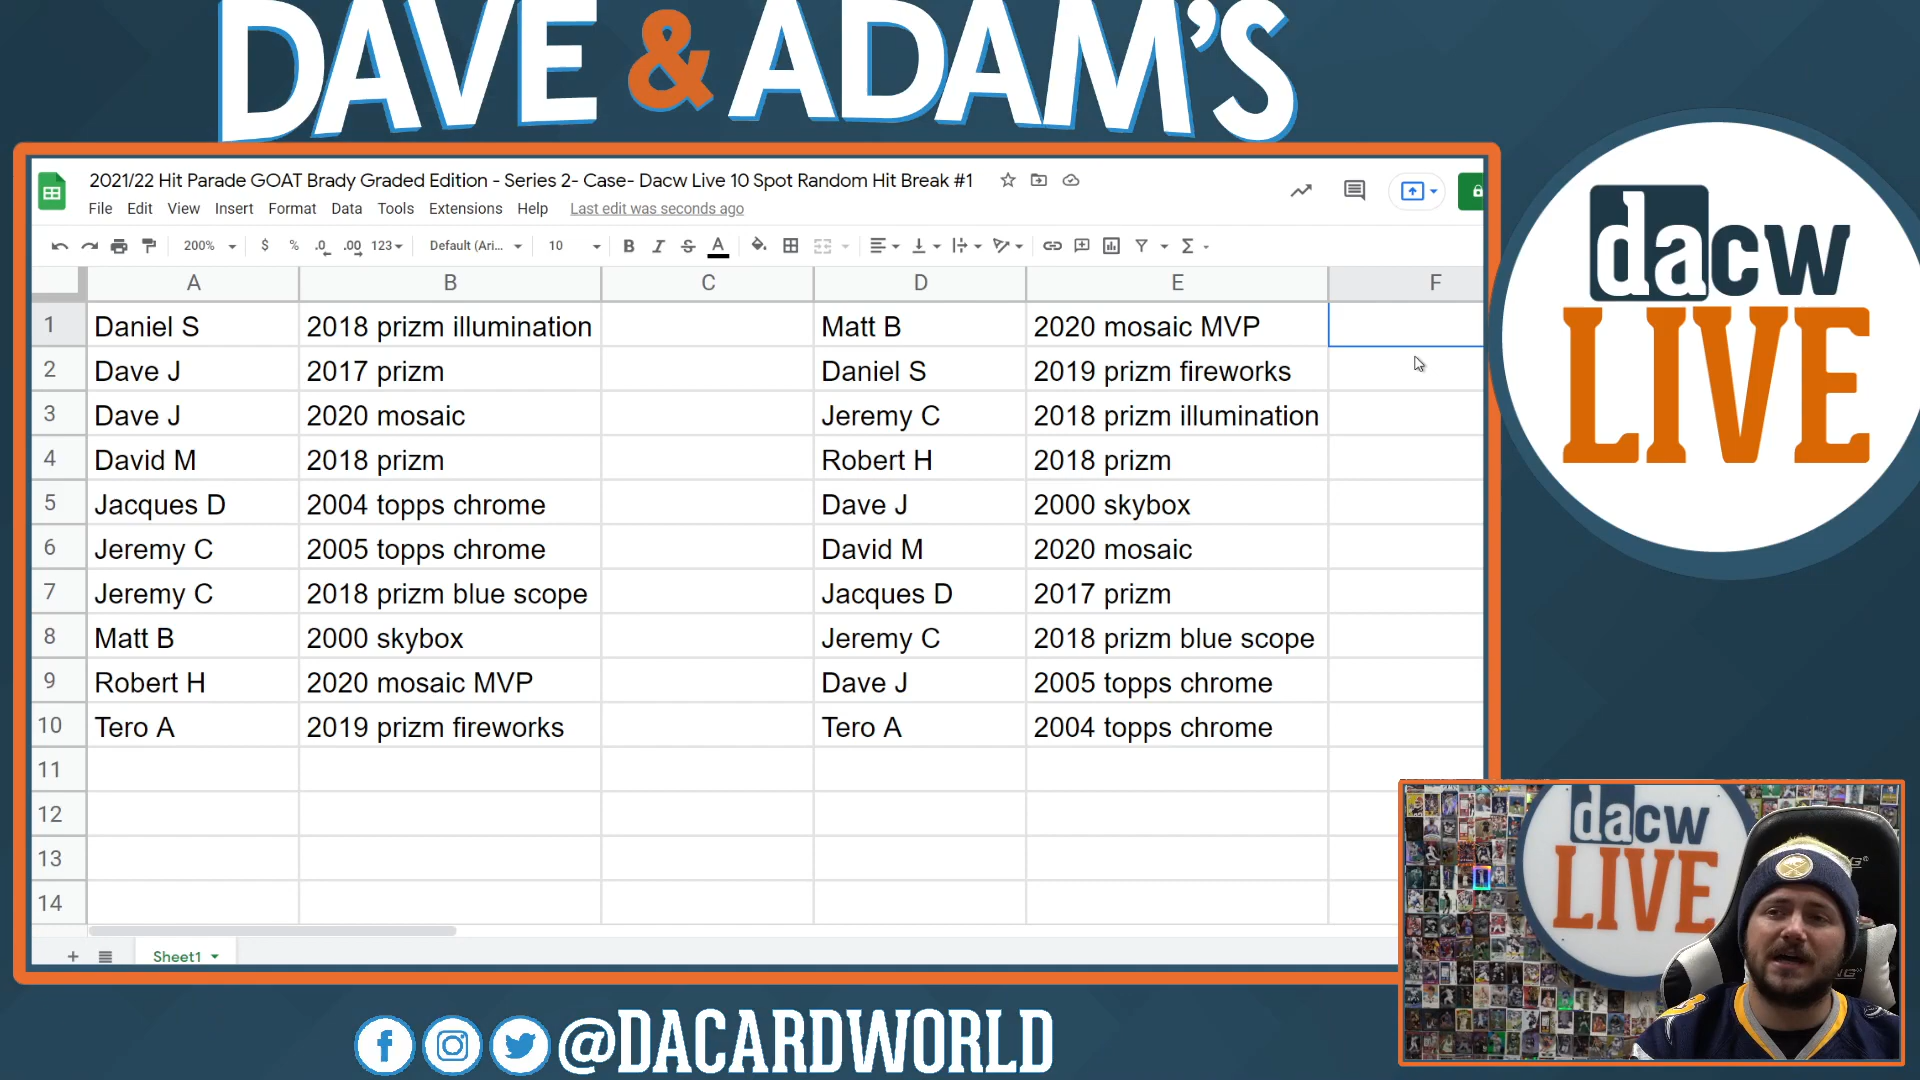 DAVE & ADAM'S
2021/22 Hit Parade GOAT Brady Graded Edition - Series 2- Case- Dacw Live 10 Spot Random Hit Break #1
File Edit View Insert Format Data Tools Extensions Help Last edit was seconds ago
200% $ % .0 .00 123 Default (Ari... 10 B I S A
A B C D E F
1 Daniel S 2018 prizm illumination Matt B 2020 mosaic MVP
2 Dave J 2017 prizm Daniel S 2019 prizm fireworks
3 Dave J 2020 mosaic Jeremy C 2018 prizm illumination
4 David M 2018 prizm Robert H 2018 prizm
5 Jacques D 2004 topps chrome Dave J 2000 skybox
6 Jeremy C 2005 topps chrome David M 2020 mosaic
7 Jeremy C 2018 prizm blue scope Jacques D 2017 prizm
8 Matt B 2000 skybox Jeremy C 2018 prizm blue scope
9 Robert H 2020 mosaic MVP Dave J 2005 topps chrome
10 Tero A 2019 prizm fireworks Tero A 2004 topps chrome
11
12
13
14
Sheet1
dacw
LIVE
dacw
LIVE
@DACARDWORLD